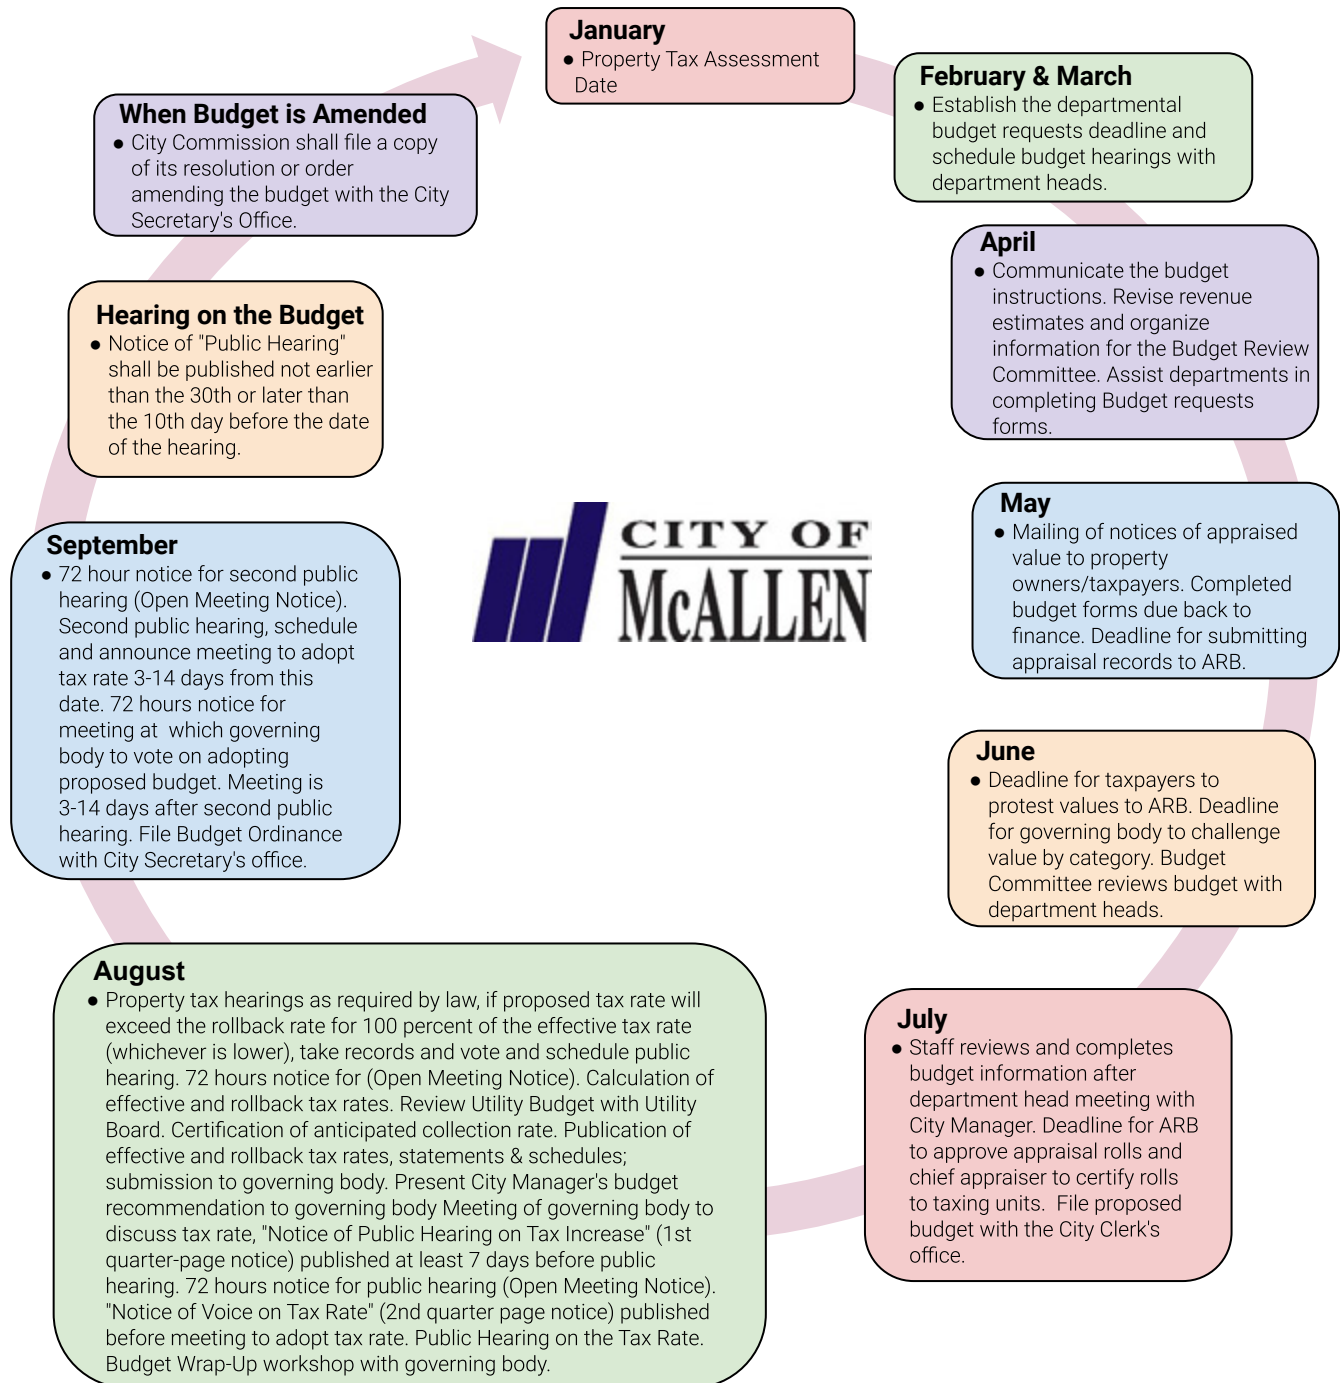 January
● Property Tax Assessment
Date
February & March
● Establish the departmental
budget requests deadline and
schedule budget hearings with
department heads.
April
● Communicate the budget
instructions. Revise revenue
estimates and organize
information for the Budget Review
Committee. Assist departments in
completing Budget requests
forms.
May
● Mailing of notices of appraised
value to property
owners/taxpayers. Completed
budget forms due back to
finance. Deadline for submitting
appraisal records to ARB.
June
● Deadline for taxpayers to
protest values to ARB. Deadline
for governing body to challenge
value by category. Budget
Committee reviews budget with
department heads.
July
● Staff reviews and completes
budget information after
department head meeting with
City Manager. Deadline for ARB
to approve appraisal rolls and
chief appraiser to certify rolls
to taxing units.  File proposed
budget with the City Clerk's
office.
August
● Property tax hearings as required by law, if proposed tax rate will
exceed the rollback rate for 100 percent of the effective tax rate
(whichever is lower), take records and vote and schedule public
hearing. 72 hours notice for (Open Meeting Notice). Calculation of
effective and rollback tax rates. Review Utility Budget with Utility
Board. Certification of anticipated collection rate. Publication of
effective and rollback tax rates, statements & schedules;
submission to governing body. Present City Manager's budget
recommendation to governing body Meeting of governing body to
discuss tax rate, "Notice of Public Hearing on Tax Increase" (1st
quarter-page notice) published at least 7 days before public
hearing. 72 hours notice for public hearing (Open Meeting Notice).
"Notice of Voice on Tax Rate" (2nd quarter page notice) published
before meeting to adopt tax rate. Public Hearing on the Tax Rate.
Budget Wrap-Up workshop with governing body.
September
● 72 hour notice for second public
hearing (Open Meeting Notice).
Second public hearing, schedule
and announce meeting to adopt
tax rate 3-14 days from this
date. 72 hours notice for
meeting at  which governing
body to vote on adopting
proposed budget. Meeting is
3-14 days after second public
hearing. File Budget Ordinance
with City Secretary's office.
Hearing on the Budget
● Notice of "Public Hearing"
shall be published not earlier
than the 30th or later than
the 10th day before the date
of the hearing.
When Budget is Amended
● City Commission shall file a copy
of its resolution or order
amending the budget with the City
Secretary's Office.
CITY OF
McALLEN